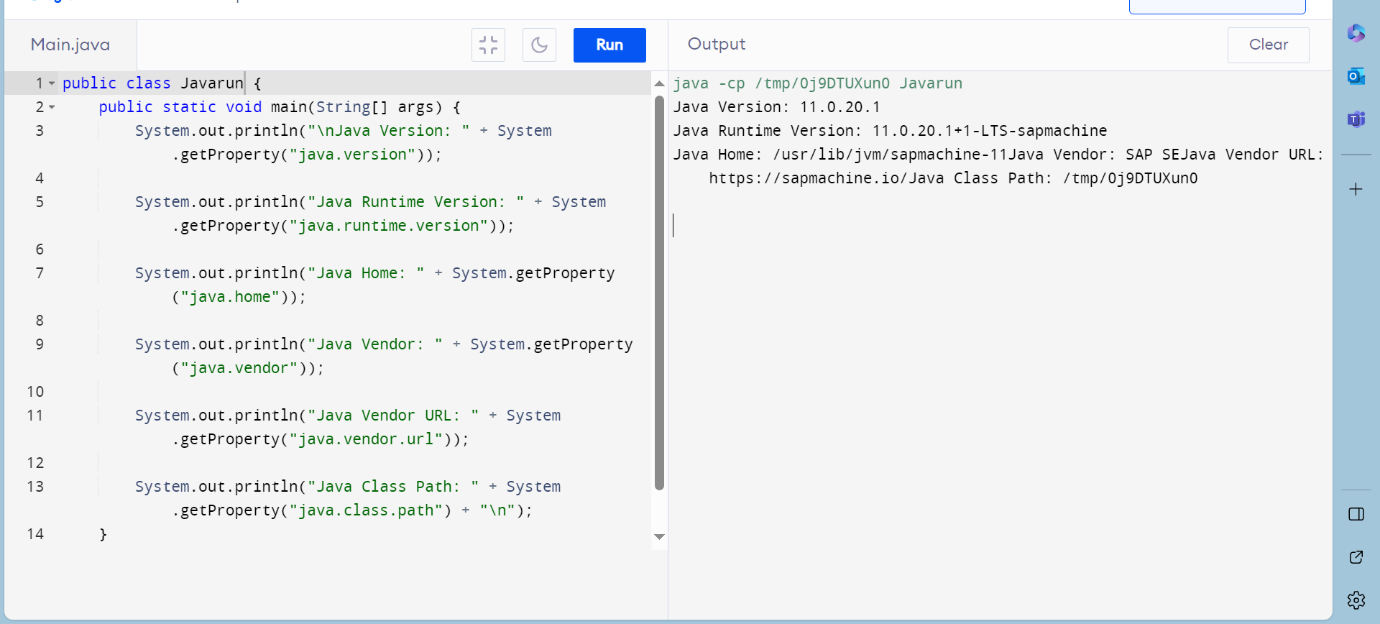 Main.java
Run
Output
Clear
1 public class Javarun {
2 public static void main(String[] args) {
3 System.out.println("\nJava Version: " + System
.getProperty("java.version"));
4
5 System.out.println("Java Runtime Version: " + System
.getProperty("java.runtime.version"));
6
7 System.out.println("Java Home: " + System.getProperty
("java.home"));
8
9 System.out.println("Java Vendor: " + System.getProperty
("java.vendor"));
10
11 System.out.println("Java Vendor URL: " + System
.getProperty("java.vendor.url"));
12
13 System.out.println("Java Class Path: " + System
.getProperty("java.class.path") + "\n");
14 }
java -cp /tmp/0j9DTUXun0 Javarun
Java Version: 11.0.20.1
Java Runtime Version: 11.0.20.1+1-LTS-sapmachine
Java Home: /usr/lib/jvm/sapmachine-11Java Vendor: SAP SEJava Vendor URL:
https://sapmachine.io/Java Class Path: /tmp/0j9DTUXun0